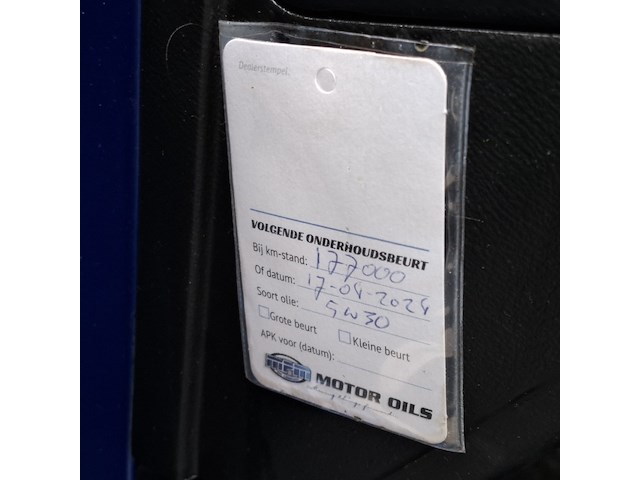 Dealerstempel:
VOLGENDE ONDERHOUDSBEURT
Bij km-stand: 177000
Of datum: 17-04-2024
Soort olie: 5W30
Grote beurt Kleine beurt
APK voor (datum):
MOTOR OILS